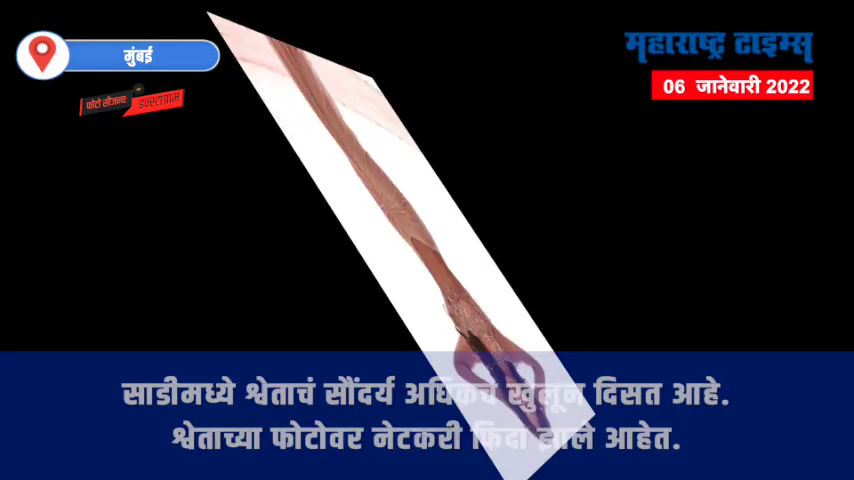 मुंबई
महाराष्ट्र टाइम्स
06 जानेवारी 2022
फोटो सौजन्य: इन्स्टाग्राम
साडीमध्ये श्वेताचं सौंदर्य अधिकच खुलून दिसत आहे.
श्वेताच्या फोटोवर नेटकरी फिदा झाले आहेत.